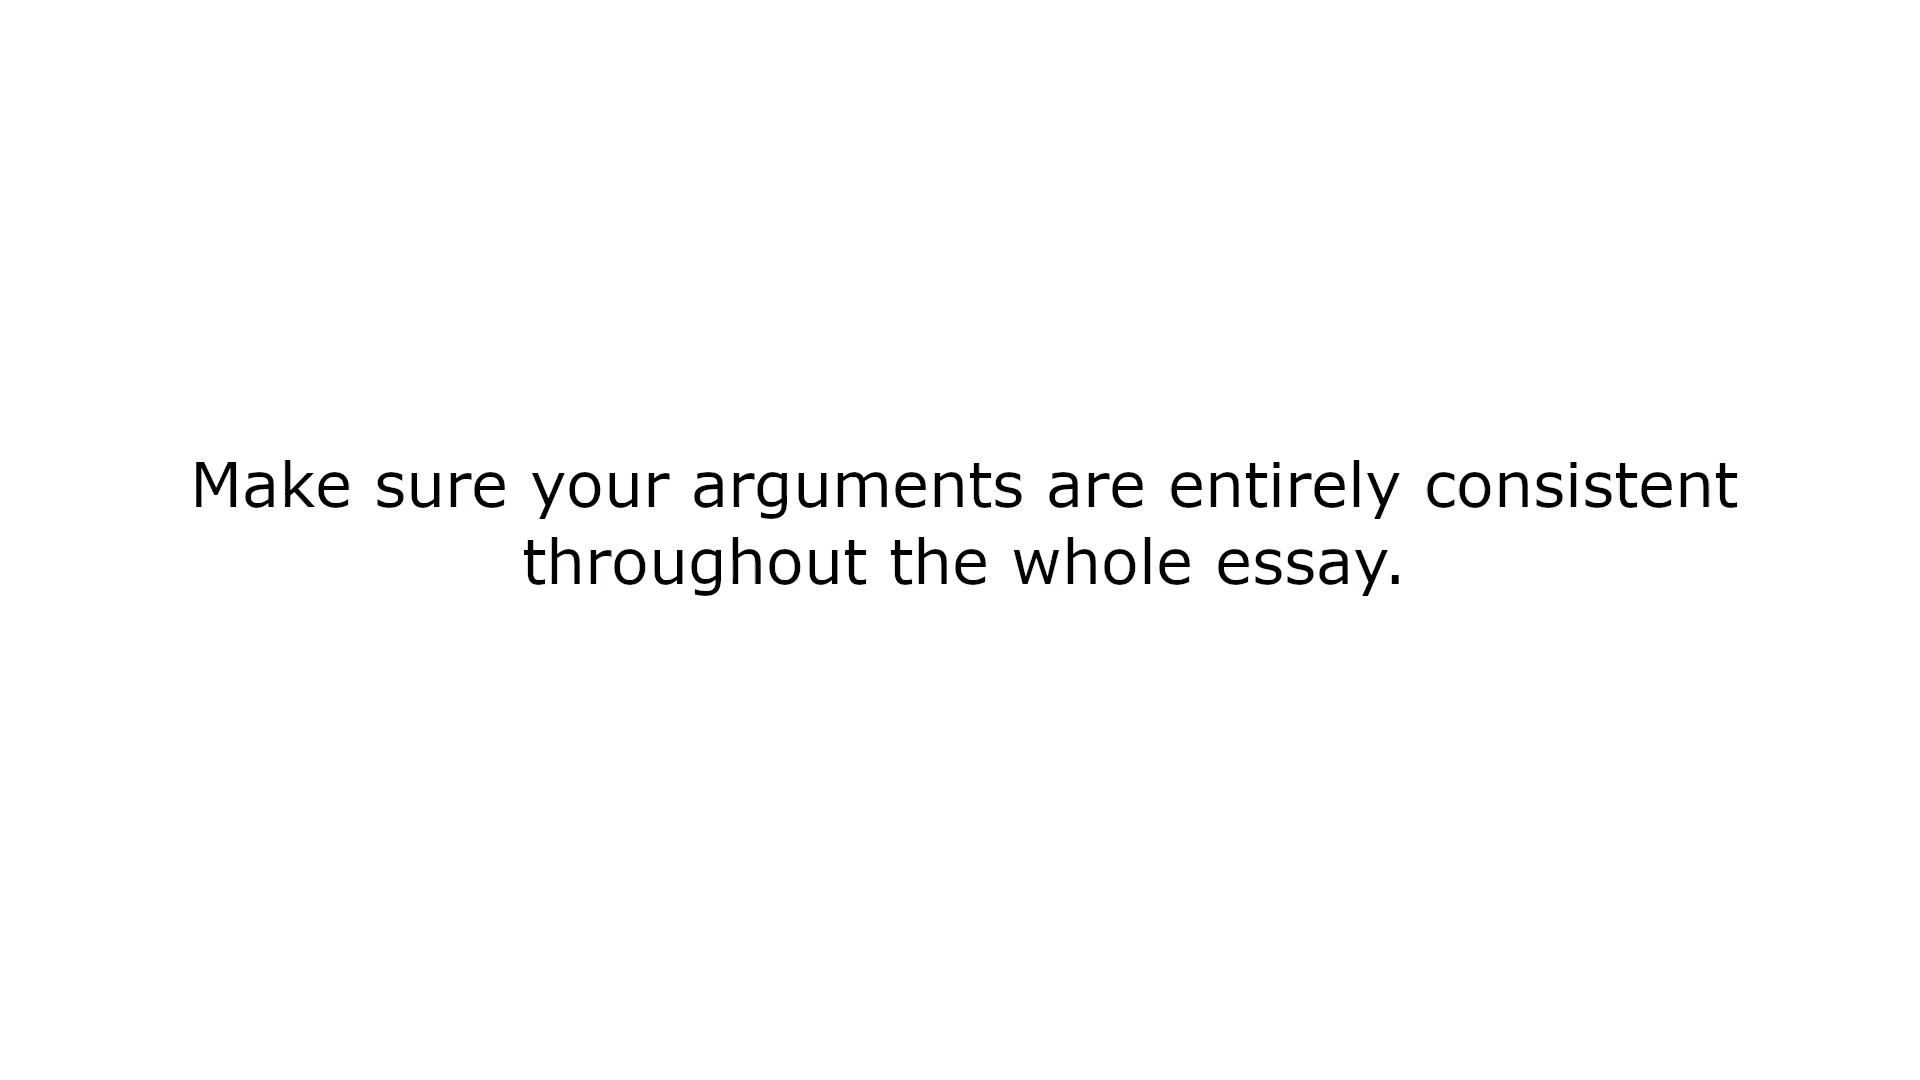 Make sure your arguments are entirely consistent
throughout the whole essay.